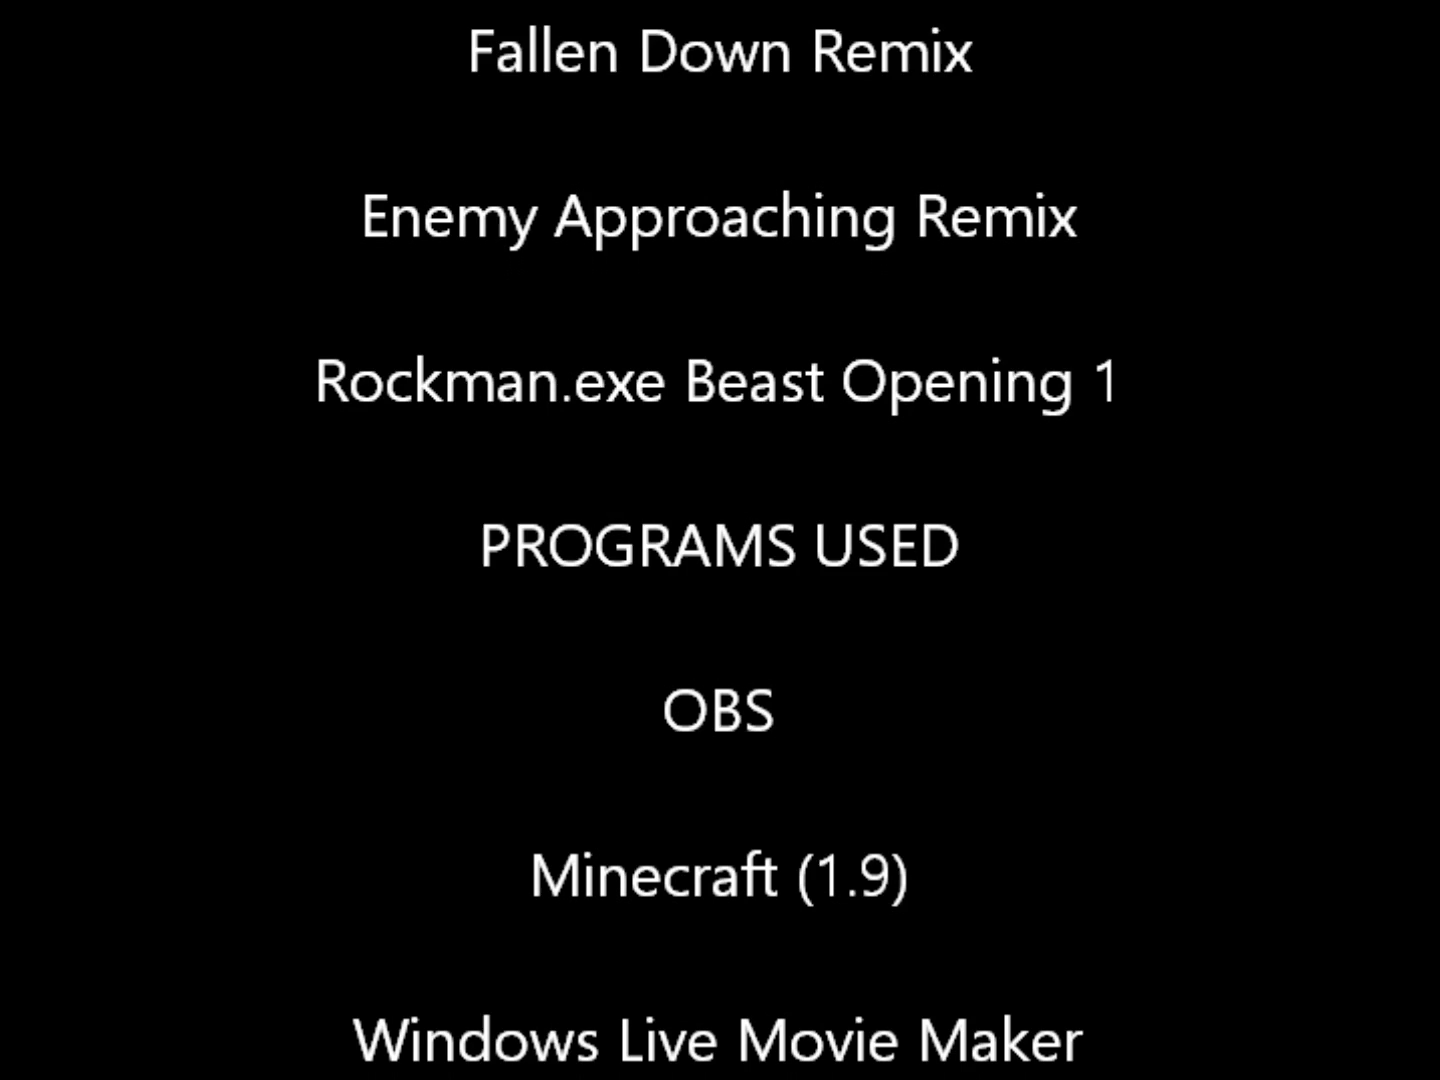 Fallen Down Remix
Enemy Approaching Remix
Rockman.exe Beast Opening 1
PROGRAMS USED
OBS
Minecraft (1.9)
Windows Live Movie Maker